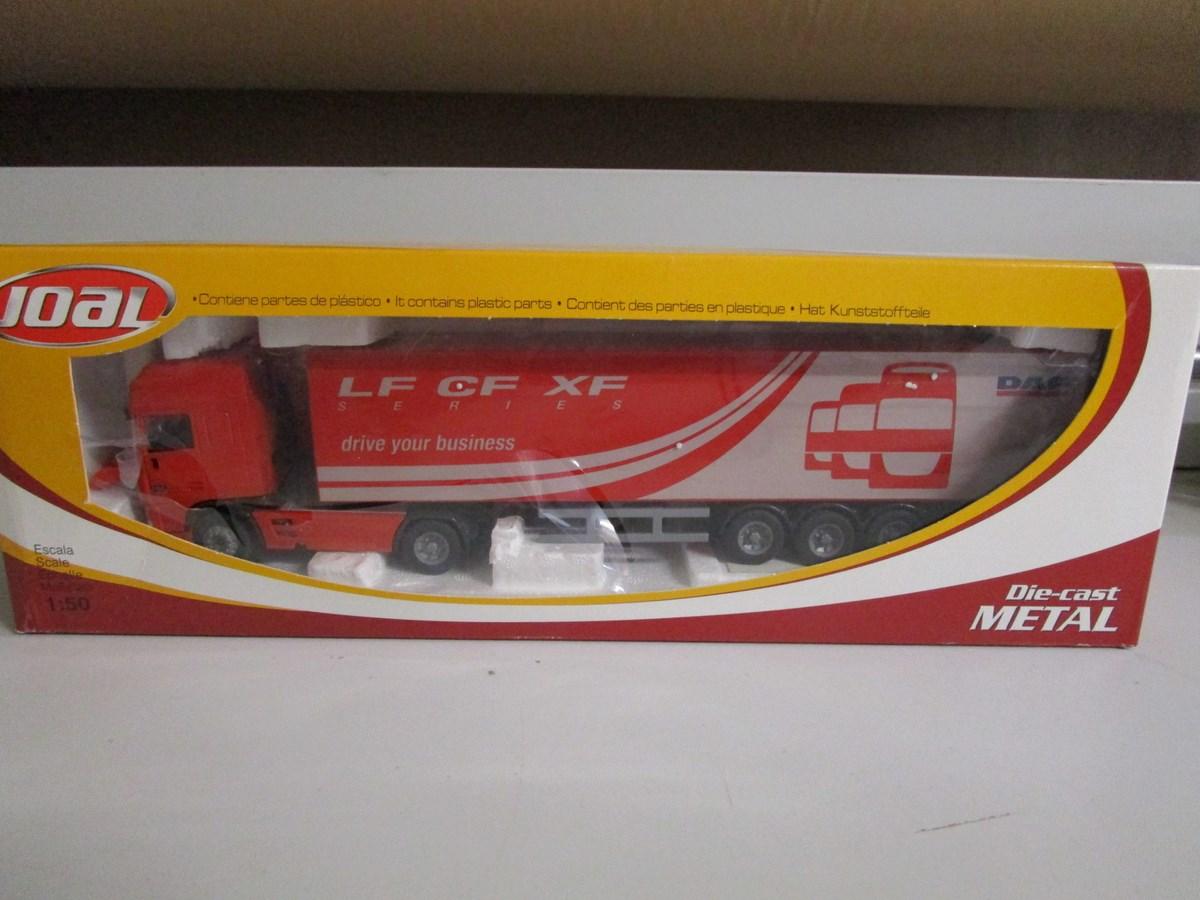 JOAL
•Contiene partes de plástico • It contains plastic parts • Contient des parties en plastique • Hat Kunststoffteile
LF CF XF
SERIES
drive your business
DAF
Escala
Scale
1:50
Die-cast
METAL